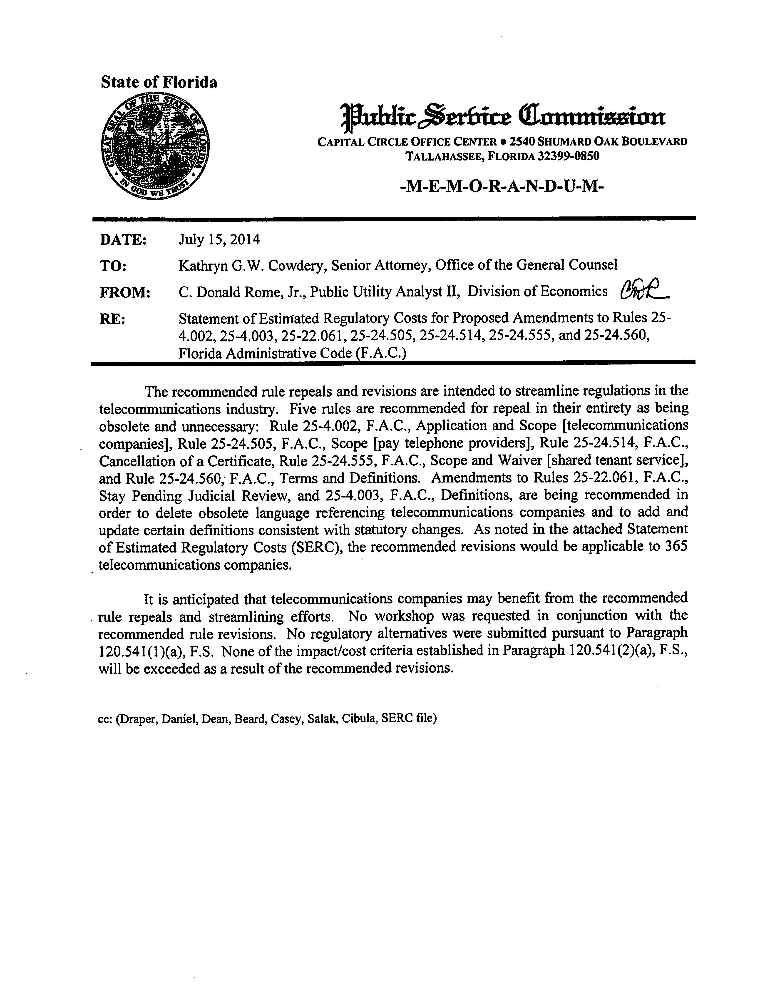 State of Florida
GREAT SEAL OF THE STATE OF FLORIDA
IN GOD WE TRUST
Public Service Commission
CAPITAL CIRCLE OFFICE CENTER ● 2540 SHUMARD OAK BOULEVARD
TALLAHASSEE, FLORIDA 32399-0850
-M-E-M-O-R-A-N-D-U-M-
DATE: July 15, 2014
TO: Kathryn G.W. Cowdery, Senior Attorney, Office of the General Counsel
FROM: C. Donald Rome, Jr., Public Utility Analyst II, Division of Economics CDR
RE: Statement of Estimated Regulatory Costs for Proposed Amendments to Rules 25-
4.002, 25-4.003, 25-22.061, 25-24.505, 25-24.514, 25-24.555, and 25-24.560,
Florida Administrative Code (F.A.C.)
The recommended rule repeals and revisions are intended to streamline regulations in the
telecommunications industry. Five rules are recommended for repeal in their entirety as being
obsolete and unnecessary: Rule 25-4.002, F.A.C., Application and Scope [telecommunications
companies], Rule 25-24.505, F.A.C., Scope [pay telephone providers], Rule 25-24.514, F.A.C.,
Cancellation of a Certificate, Rule 25-24.555, F.A.C., Scope and Waiver [shared tenant service],
and Rule 25-24.560, F.A.C., Terms and Definitions. Amendments to Rules 25-22.061, F.A.C.,
Stay Pending Judicial Review, and 25-4.003, F.A.C., Definitions, are being recommended in
order to delete obsolete language referencing telecommunications companies and to add and
update certain definitions consistent with statutory changes. As noted in the attached Statement
of Estimated Regulatory Costs (SERC), the recommended revisions would be applicable to 365
telecommunications companies.
It is anticipated that telecommunications companies may benefit from the recommended
rule repeals and streamlining efforts. No workshop was requested in conjunction with the
recommended rule revisions. No regulatory alternatives were submitted pursuant to Paragraph
120.541(1)(a), F.S. None of the impact/cost criteria established in Paragraph 120.541(2)(a), F.S.,
will be exceeded as a result of the recommended revisions.
cc: (Draper, Daniel, Dean, Beard, Casey, Salak, Cibula, SERC file)